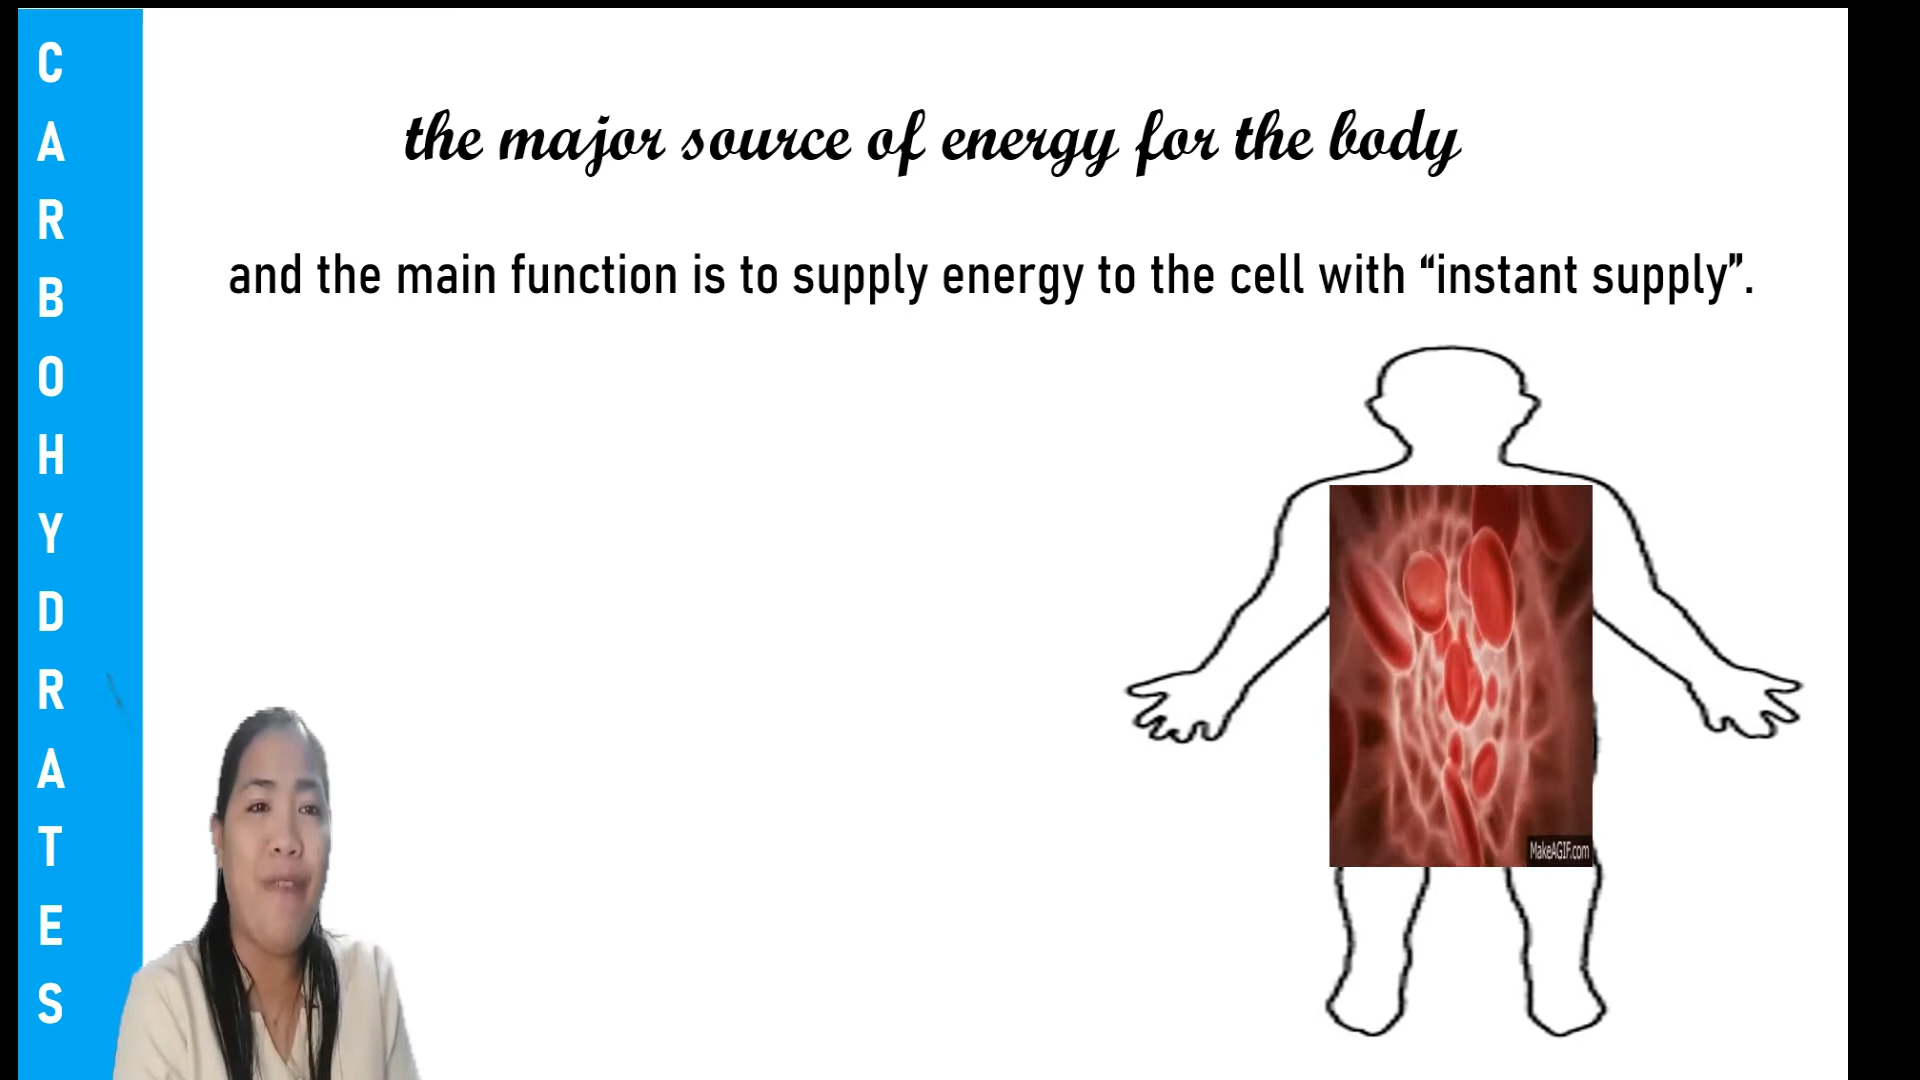 CARBOHYDRATES
the major source of energy for the body
and the main function is to supply energy to the cell with “instant supply”.
MakeAGIF.com